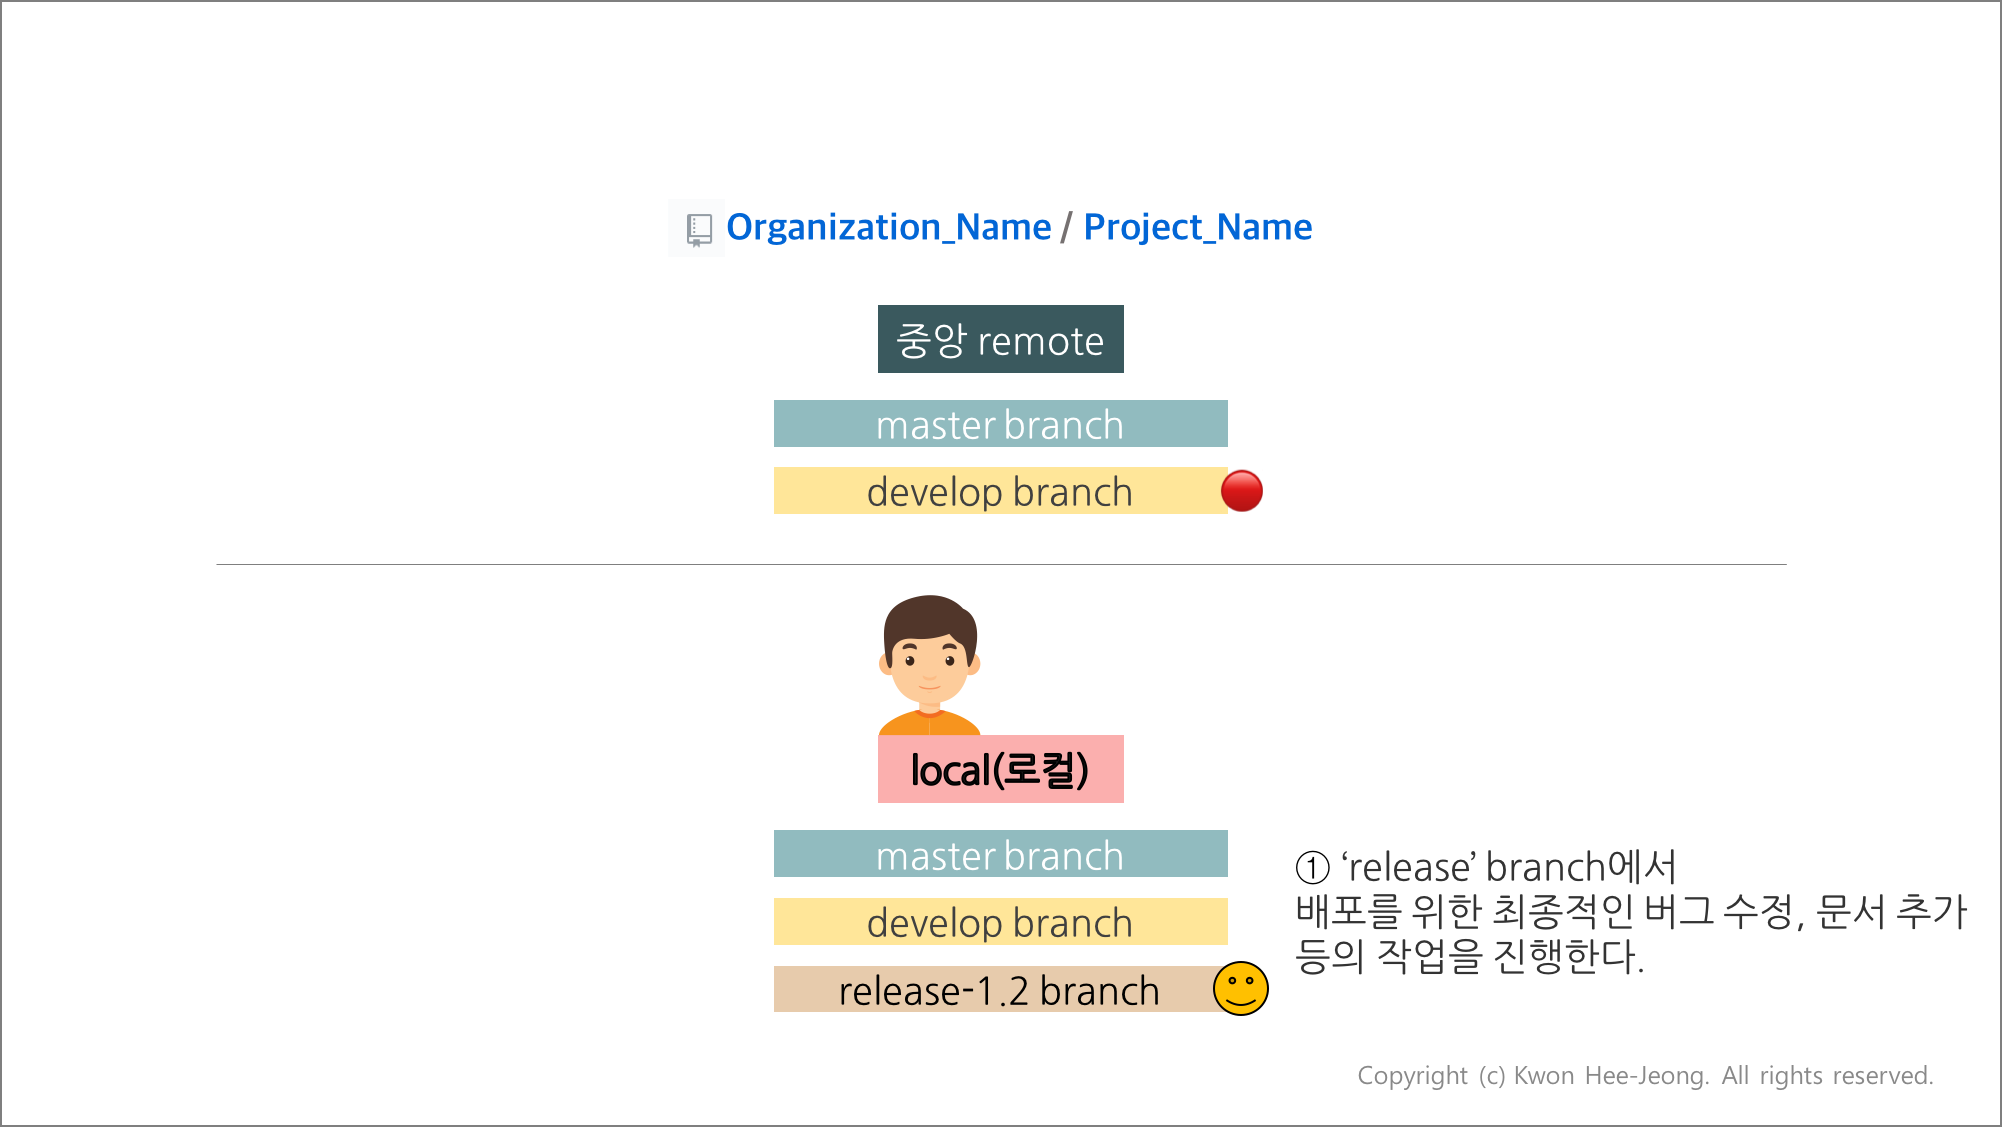 Organization_Name / Project_Name
중앙 remote
master branch
develop branch
local(로컬)
master branch
develop branch
release-1.2 branch
① ‘release’ branch에서
배포를 위한 최종적인 버그 수정, 문서 추가
등의 작업을 진행한다.
Copyright (c) Kwon Hee-Jeong. All rights reserved.